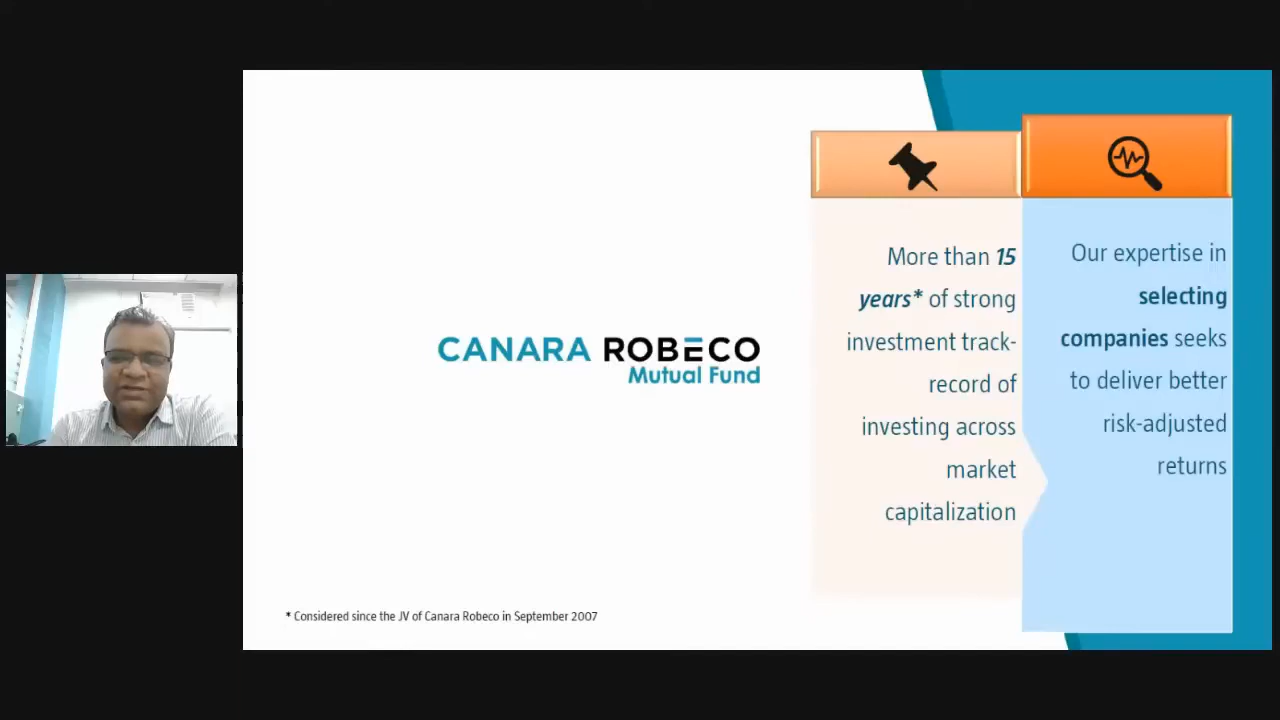 CANARA ROBECO
Mutual Fund
More than 15
years* of strong
investment track-
record of
investing across
market
capitalization
Our expertise in
selecting
companies seeks
to deliver better
risk-adjusted
returns
* Considered since the JV of Canara Robeco in September 2007